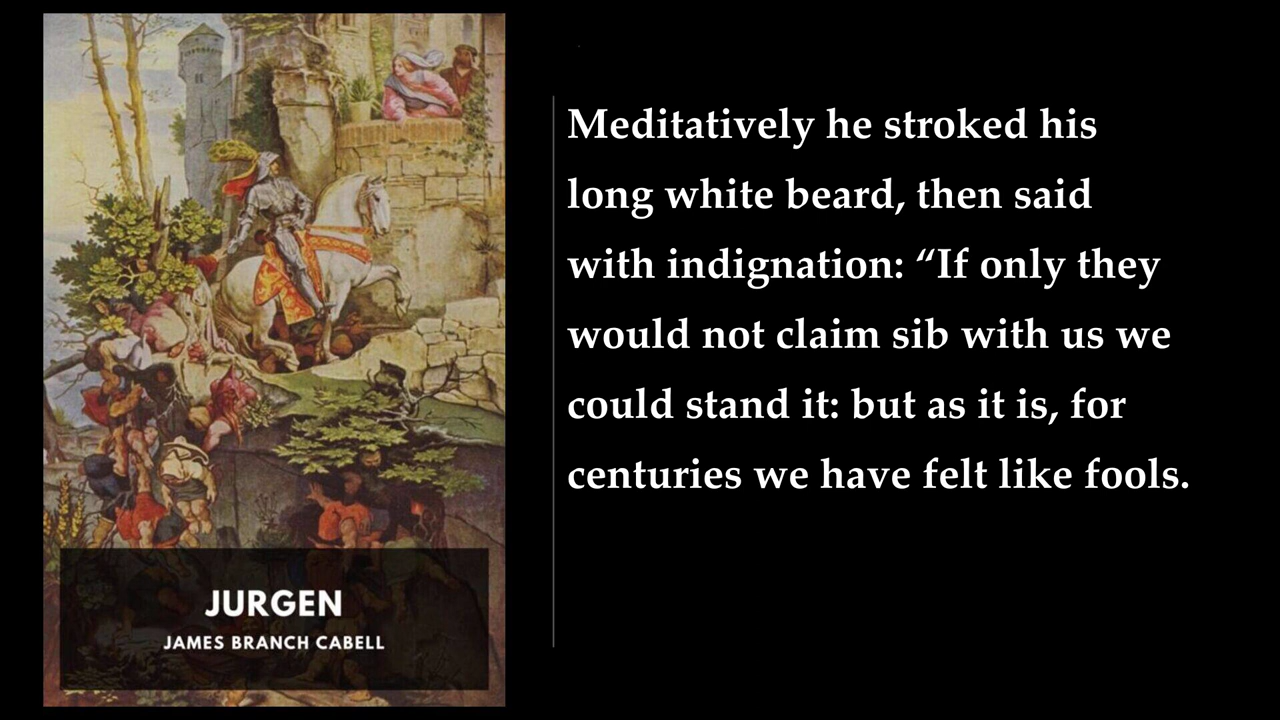 Meditatively he stroked his
long white beard, then said
with indignation: “If only they
would not claim sib with us we
could stand it: but as it is, for
centuries we have felt like fools.
JURGEN
JAMES BRANCH CABELL